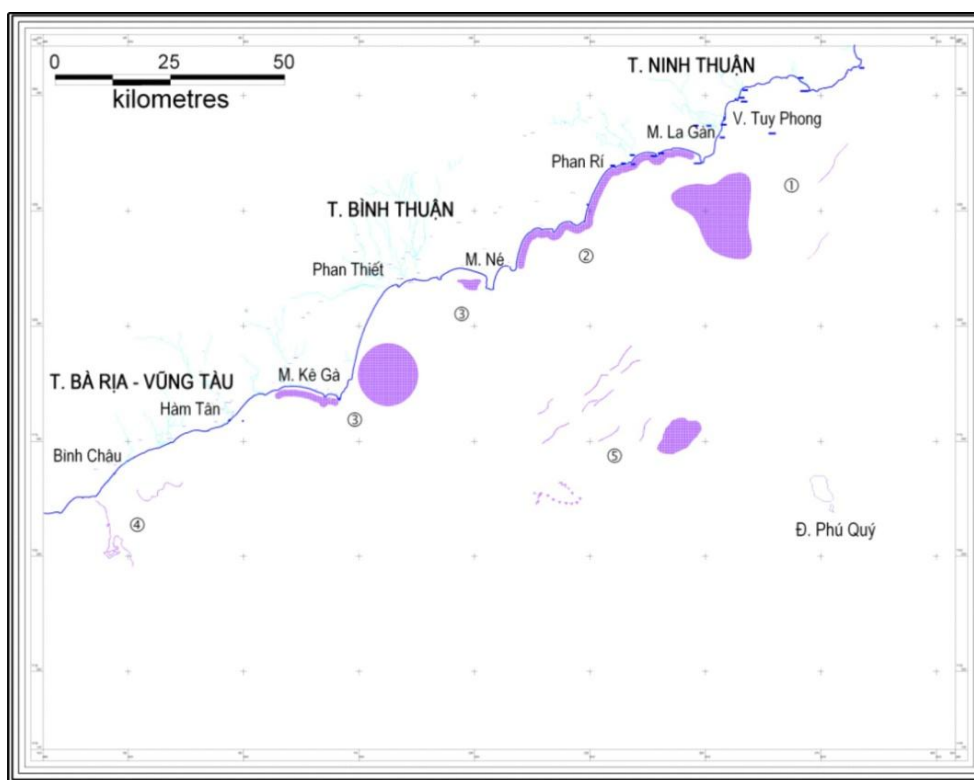 0 25 50
kilometres
T. NINH THUẬN
V. Tuy Phong
M. La Gàn
Phan Rí
①
T. BÌNH THUẬN
②
M. Né
Phan Thiết
③
T. BÀ RỊA - VŨNG TÀU
M. Kê Gà
Hàm Tân
③
Bình Châu
⑤
④
Đ. Phú Quý